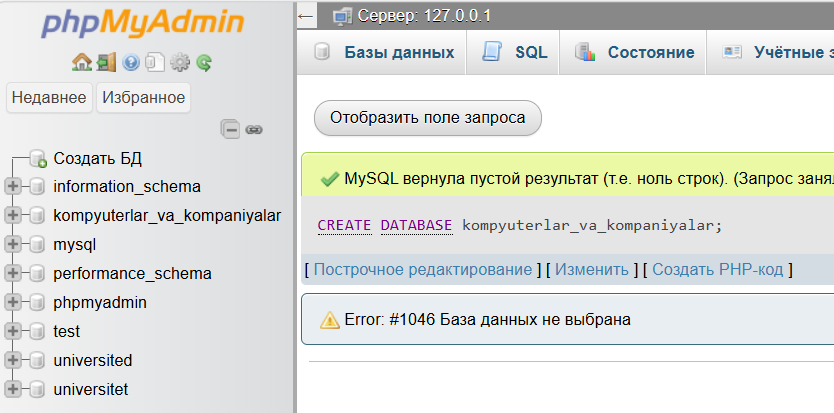 phpMyAdmin
Недавнее Избранное
Создать БД
information_schema
kompyuterlar_va_kompaniyalar
mysql
performance_schema
phpmyadmin
test
universited
universitet
← Сервер: 127.0.0.1
Базы данных SQL Состояние Учётные
Отобразить поле запроса
MySQL вернула пустой результат (т.е. ноль строк). (Запрос
CREATE DATABASE kompyuterlar_va_kompaniyalar;
[ Построчное редактирование ] [ Изменить ] [ Создать PHP-код ]
Error: #1046 База данных не выбрана